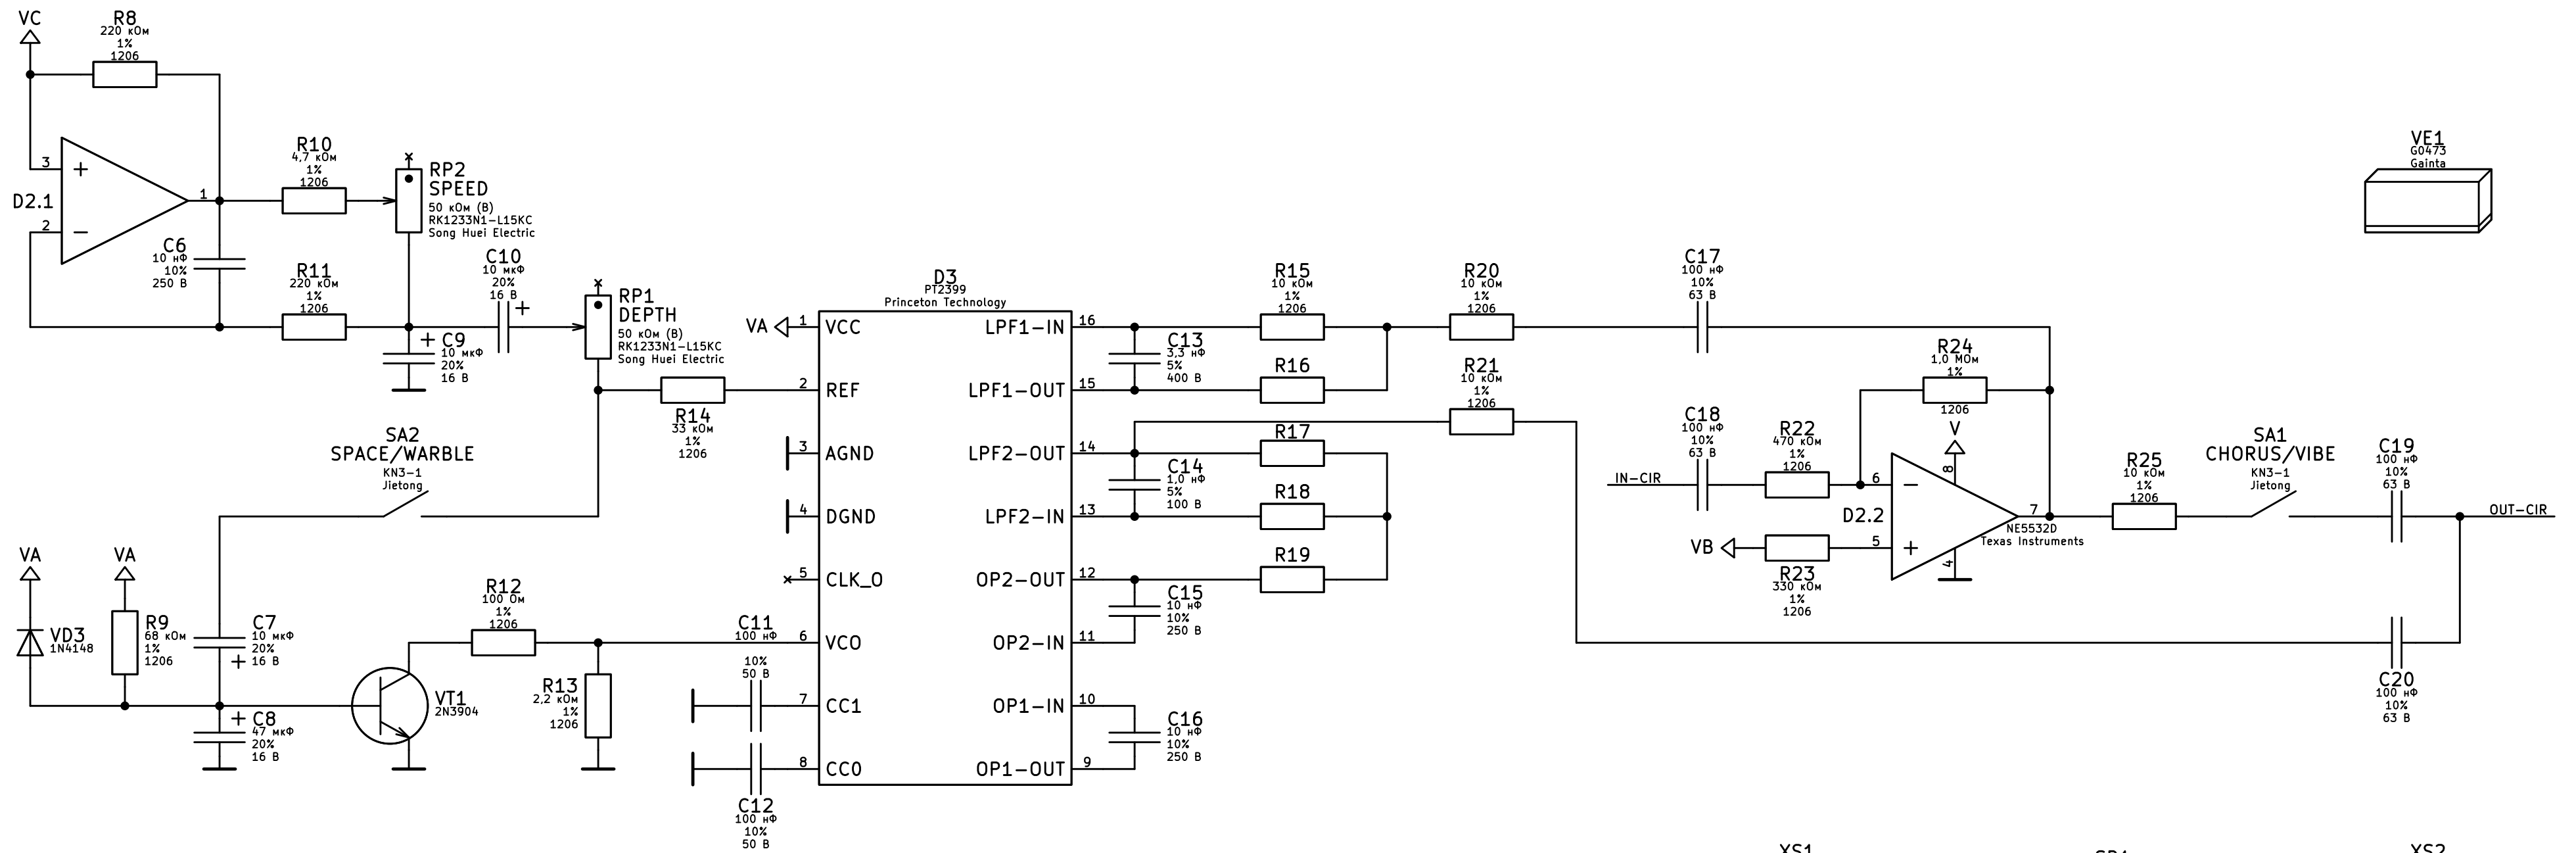 VC
R8
220 кОм
1%
1206
3
2
1
D2.1
C6
10 нФ
10%
250 В
R10
4,7 кОм
1%
1206
R11
220 кОм
1%
1206
RP2
SPEED
50 кОм (B)
RK1233N1-L15KC
Song Huei Electric
C10
10 мкФ
20%
16 В
C9
10 мкФ
20%
16 В
RP1
DEPTH
50 кОм (B)
RK1233N1-L15KC
Song Huei Electric
R14
33 кОм
1%
1206
SA2
SPACE/WARBLE
KN3-1
Jietong
VA
VA
VD3
1N4148
R9
68 кОм
1%
1206
C7
10 мкФ
20%
16 В
C8
47 мкФ
20%
16 В
VT1
2N3904
R12
100 Ом
1%
1206
R13
2,2 кОм
1%
1206
C11
100 нФ
10%
50 В
C12
100 нФ
10%
50 В
D3
PT2399
Princeton Technology
VA
1 VCC LPF1-IN 16
2 REF LPF1-OUT 15
3 AGND LPF2-OUT 14
4 DGND LPF2-IN 13
5 CLK_O OP2-OUT 12
6 VCO OP2-IN 11
7 CC1 OP1-IN 10
8 CC0 OP1-OUT 9
C13
3,3 нФ
5%
400 В
C14
1,0 нФ
5%
100 В
C15
10 нФ
10%
250 В
C16
10 нФ
10%
250 В
R15
10 кОм
1%
1206
R16
R17
R18
R19
R20
10 кОм
1%
1206
R21
10 кОм
1%
1206
C17
100 нФ
10%
63 В
IN-CIR
C18
100 нФ
10%
63 В
R22
470 кОм
1%
1206
VB
R23
330 кОм
1%
1206
R24
1,0 МОм
1%
1206
V
8
6
5
4
7
D2.2
NE5532D
Texas Instruments
R25
10 кОм
1%
1206
SA1
CHORUS/VIBE
KN3-1
Jietong
C19
100 нФ
10%
63 В
OUT-CIR
C20
100 нФ
10%
63 В
VE1
G0473
Gainta
XS1
XS2